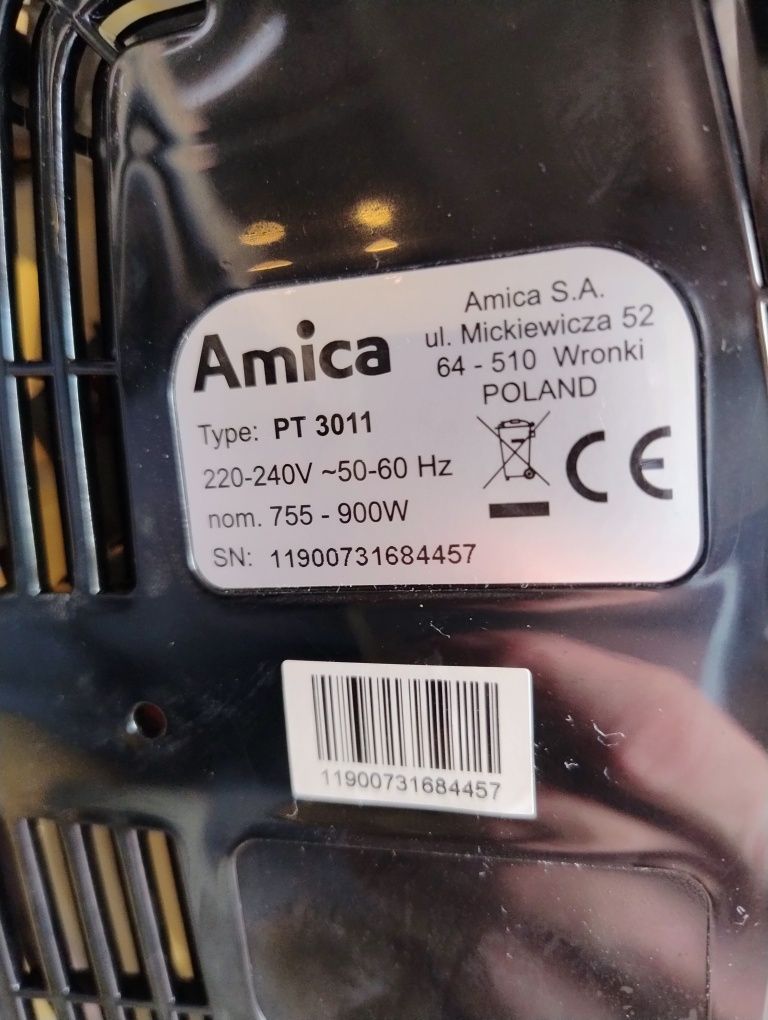 Amica
Amica S.A.
ul. Mickiewicza 52
64 - 510 Wronki
POLAND
Type: PT 3011
220-240V ~50-60 Hz
nom. 755 - 900W
SN: 11900731684457
CE
11900731684457